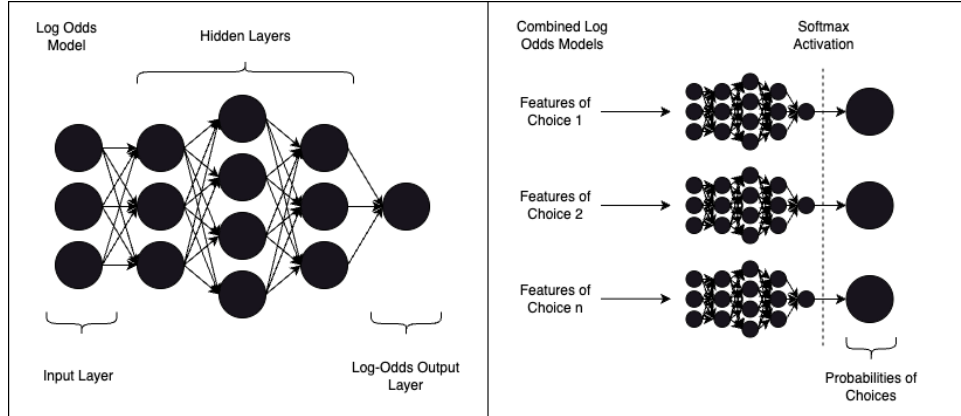 Log Odds
Model
Hidden Layers
Input Layer
Log-Odds Output
Layer
Combined Log
Odds Models
Softmax
Activation
Features of
Choice 1
Features of
Choice 2
Features of
Choice n
Probabilities of
Choices